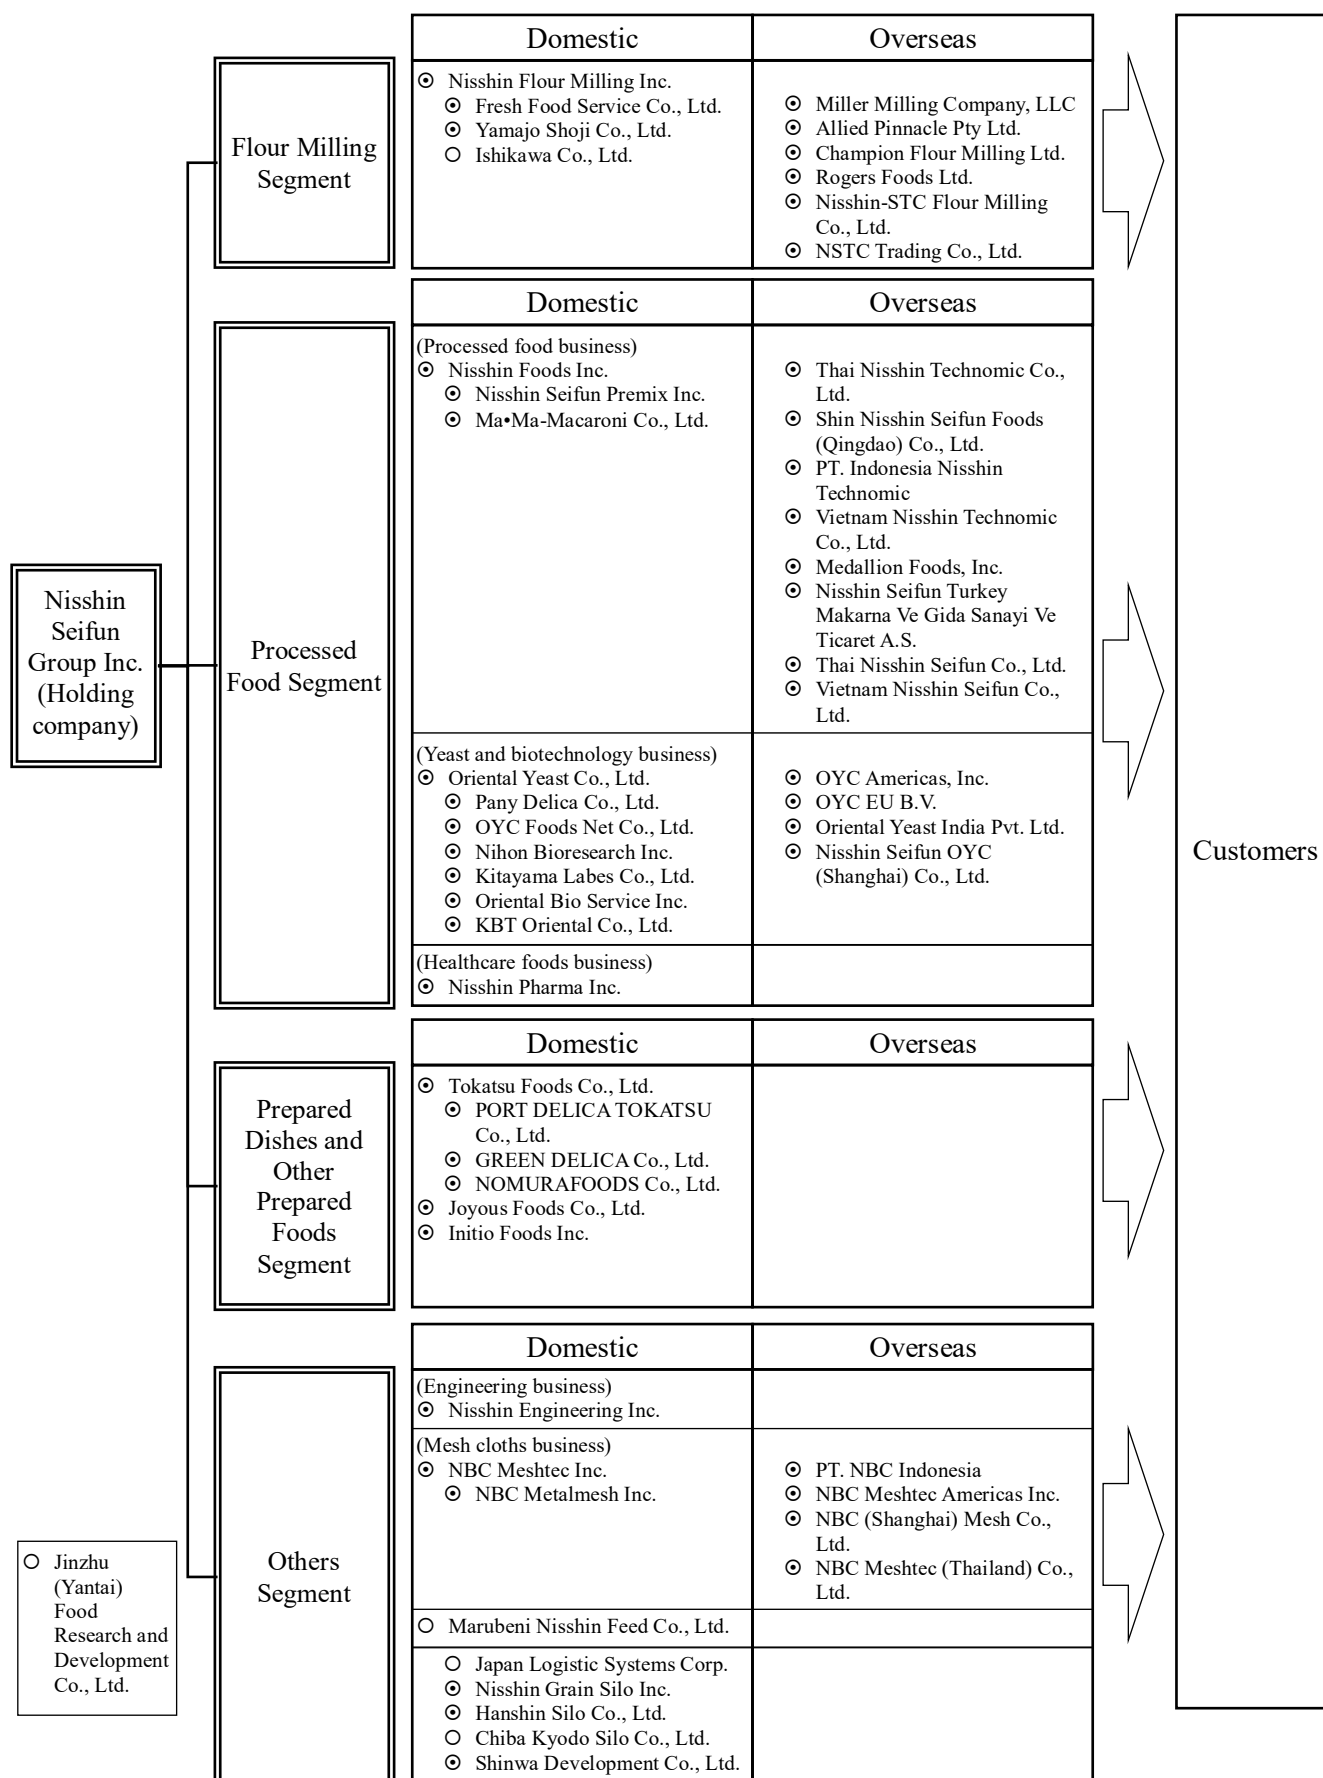 Nisshin
Seifun
Group Inc.
(Holding
company)
○ Jinzhu
(Yantai)
Food
Research and
Development
Co., Ltd.
Flour Milling
Segment
Domestic
Overseas
⦿ Nisshin Flour Milling Inc.
⦿ Fresh Food Service Co., Ltd.
⦿ Yamajo Shoji Co., Ltd.
○ Ishikawa Co., Ltd.
⦿ Miller Milling Company, LLC
⦿ Allied Pinnacle Pty Ltd.
⦿ Champion Flour Milling Ltd.
⦿ Rogers Foods Ltd.
⦿ Nisshin-STC Flour Milling
Co., Ltd.
⦿ NSTC Trading Co., Ltd.
Processed
Food Segment
Domestic
Overseas
(Processed food business)
⦿ Nisshin Foods Inc.
⦿ Nisshin Seifun Premix Inc.
⦿ Ma•Ma-Macaroni Co., Ltd.
⦿ Thai Nisshin Technomic Co.,
Ltd.
⦿ Shin Nisshin Seifun Foods
(Qingdao) Co., Ltd.
⦿ PT. Indonesia Nisshin
Technomic
⦿ Vietnam Nisshin Technomic
Co., Ltd.
⦿ Medallion Foods, Inc.
⦿ Nisshin Seifun Turkey
Makarna Ve Gida Sanayi Ve
Ticaret A.S.
⦿ Thai Nisshin Seifun Co., Ltd.
⦿ Vietnam Nisshin Seifun Co.,
Ltd.
(Yeast and biotechnology business)
⦿ Oriental Yeast Co., Ltd.
⦿ Pany Delica Co., Ltd.
⦿ OYC Foods Net Co., Ltd.
⦿ Nihon Bioresearch Inc.
⦿ Kitayama Labes Co., Ltd.
⦿ Oriental Bio Service Inc.
⦿ KBT Oriental Co., Ltd.
⦿ OYC Americas, Inc.
⦿ OYC EU B.V.
⦿ Oriental Yeast India Pvt. Ltd.
⦿ Nisshin Seifun OYC
(Shanghai) Co., Ltd.
(Healthcare foods business)
⦿ Nisshin Pharma Inc.
Prepared
Dishes and
Other
Prepared
Foods
Segment
Domestic
Overseas
⦿ Tokatsu Foods Co., Ltd.
⦿ PORT DELICA TOKATSU
Co., Ltd.
⦿ GREEN DELICA Co., Ltd.
⦿ NOMURAFOODS Co., Ltd.
⦿ Joyous Foods Co., Ltd.
⦿ Initio Foods Inc.
Others
Segment
Domestic
Overseas
(Engineering business)
⦿ Nisshin Engineering Inc.
(Mesh cloths business)
⦿ NBC Meshtec Inc.
⦿ NBC Metalmesh Inc.
⦿ PT. NBC Indonesia
⦿ NBC Meshtec Americas Inc.
⦿ NBC (Shanghai) Mesh Co.,
Ltd.
⦿ NBC Meshtec (Thailand) Co.,
Ltd.
○ Marubeni Nisshin Feed Co., Ltd.
○ Japan Logistic Systems Corp.
⦿ Nisshin Grain Silo Inc.
⦿ Hanshin Silo Co., Ltd.
○ Chiba Kyodo Silo Co., Ltd.
⦿ Shinwa Development Co., Ltd.
Customers